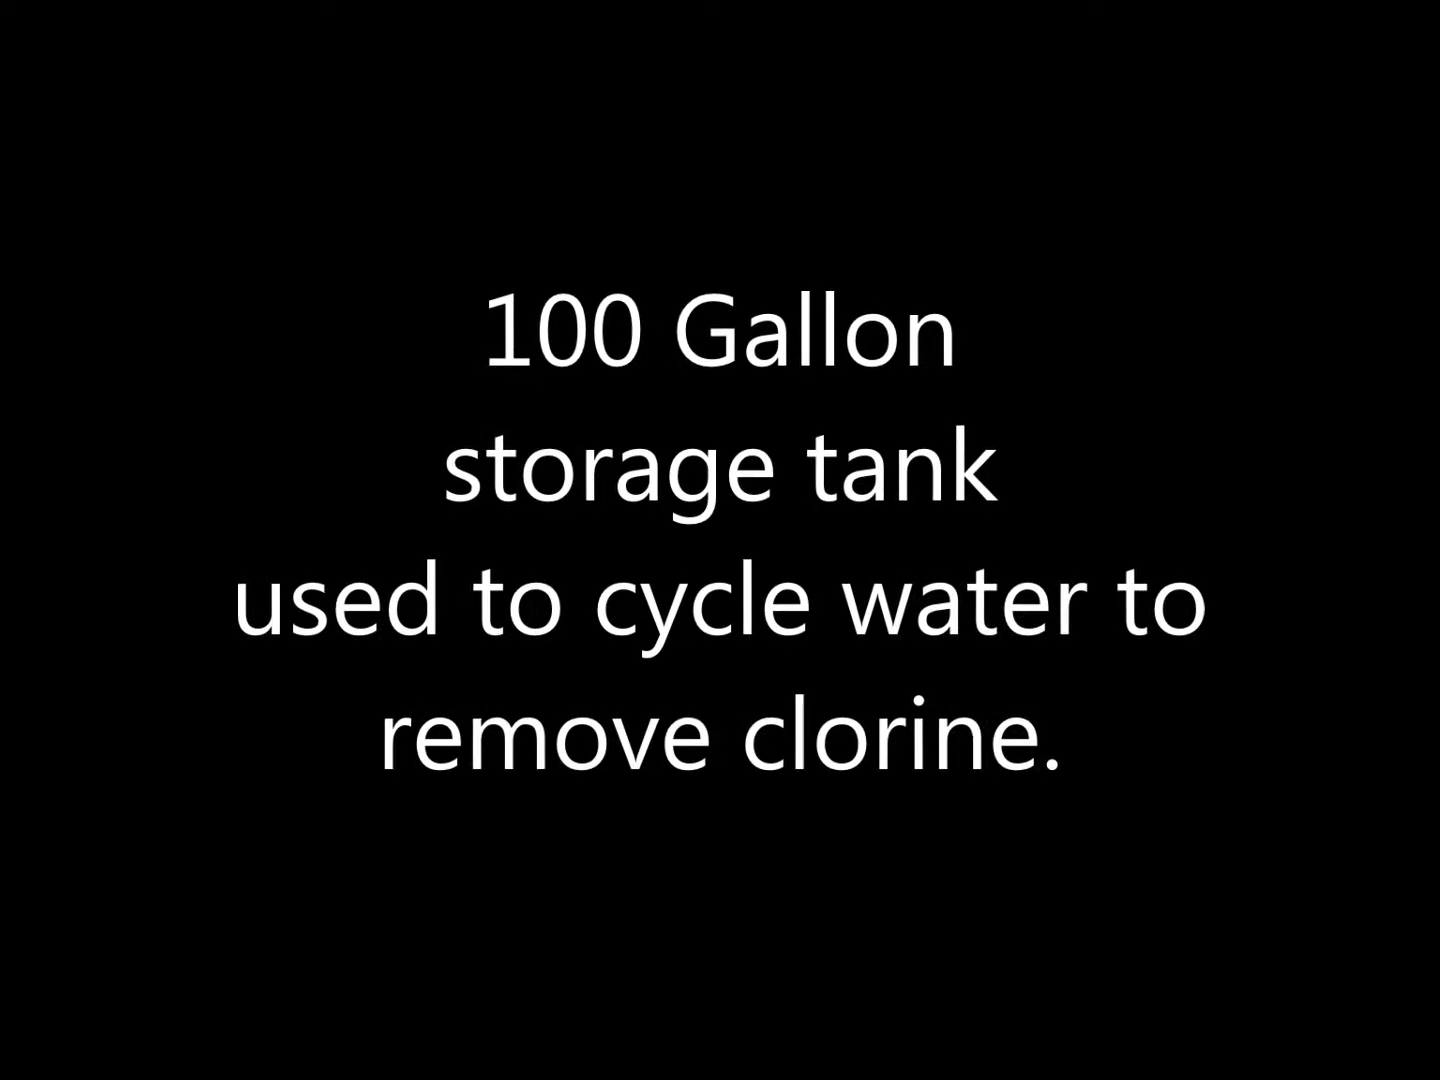 100 Gallon
storage tank
used to cycle water to
remove clorine.